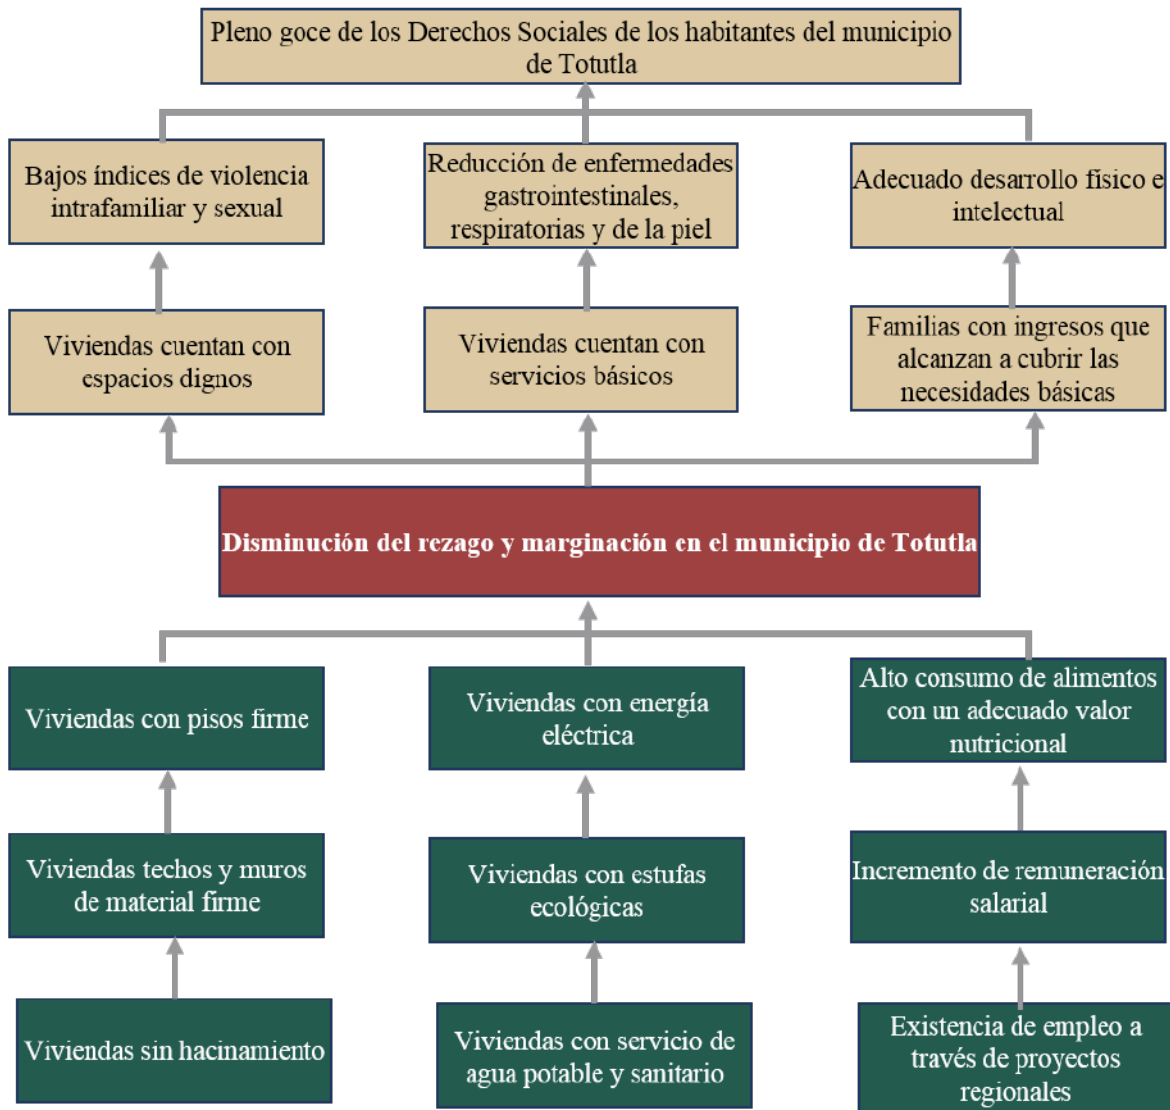 Pleno goce de los Derechos Sociales de los habitantes del municipio
de Totutla
Bajos índices de violencia
intrafamiliar y sexual
Reducción de enfermedades
gastrointestinales,
respiratorias y de la piel
Adecuado desarrollo físico e
intelectual
Viviendas cuentan con
espacios dignos
Viviendas cuentan con
servicios básicos
Familias con ingresos que
alcanzan a cubrir las
necesidades básicas
Disminución del rezago y marginación en el municipio de Totutla
Viviendas con pisos firme
Viviendas con energía
eléctrica
Alto consumo de alimentos
con un adecuado valor
nutricional
Viviendas techos y muros
de material firme
Viviendas con estufas
ecológicas
Incremento de remuneración
salarial
Viviendas sin hacinamiento
Viviendas con servicio de
agua potable y sanitario
Existencia de empleo a
través de proyectos
regionales